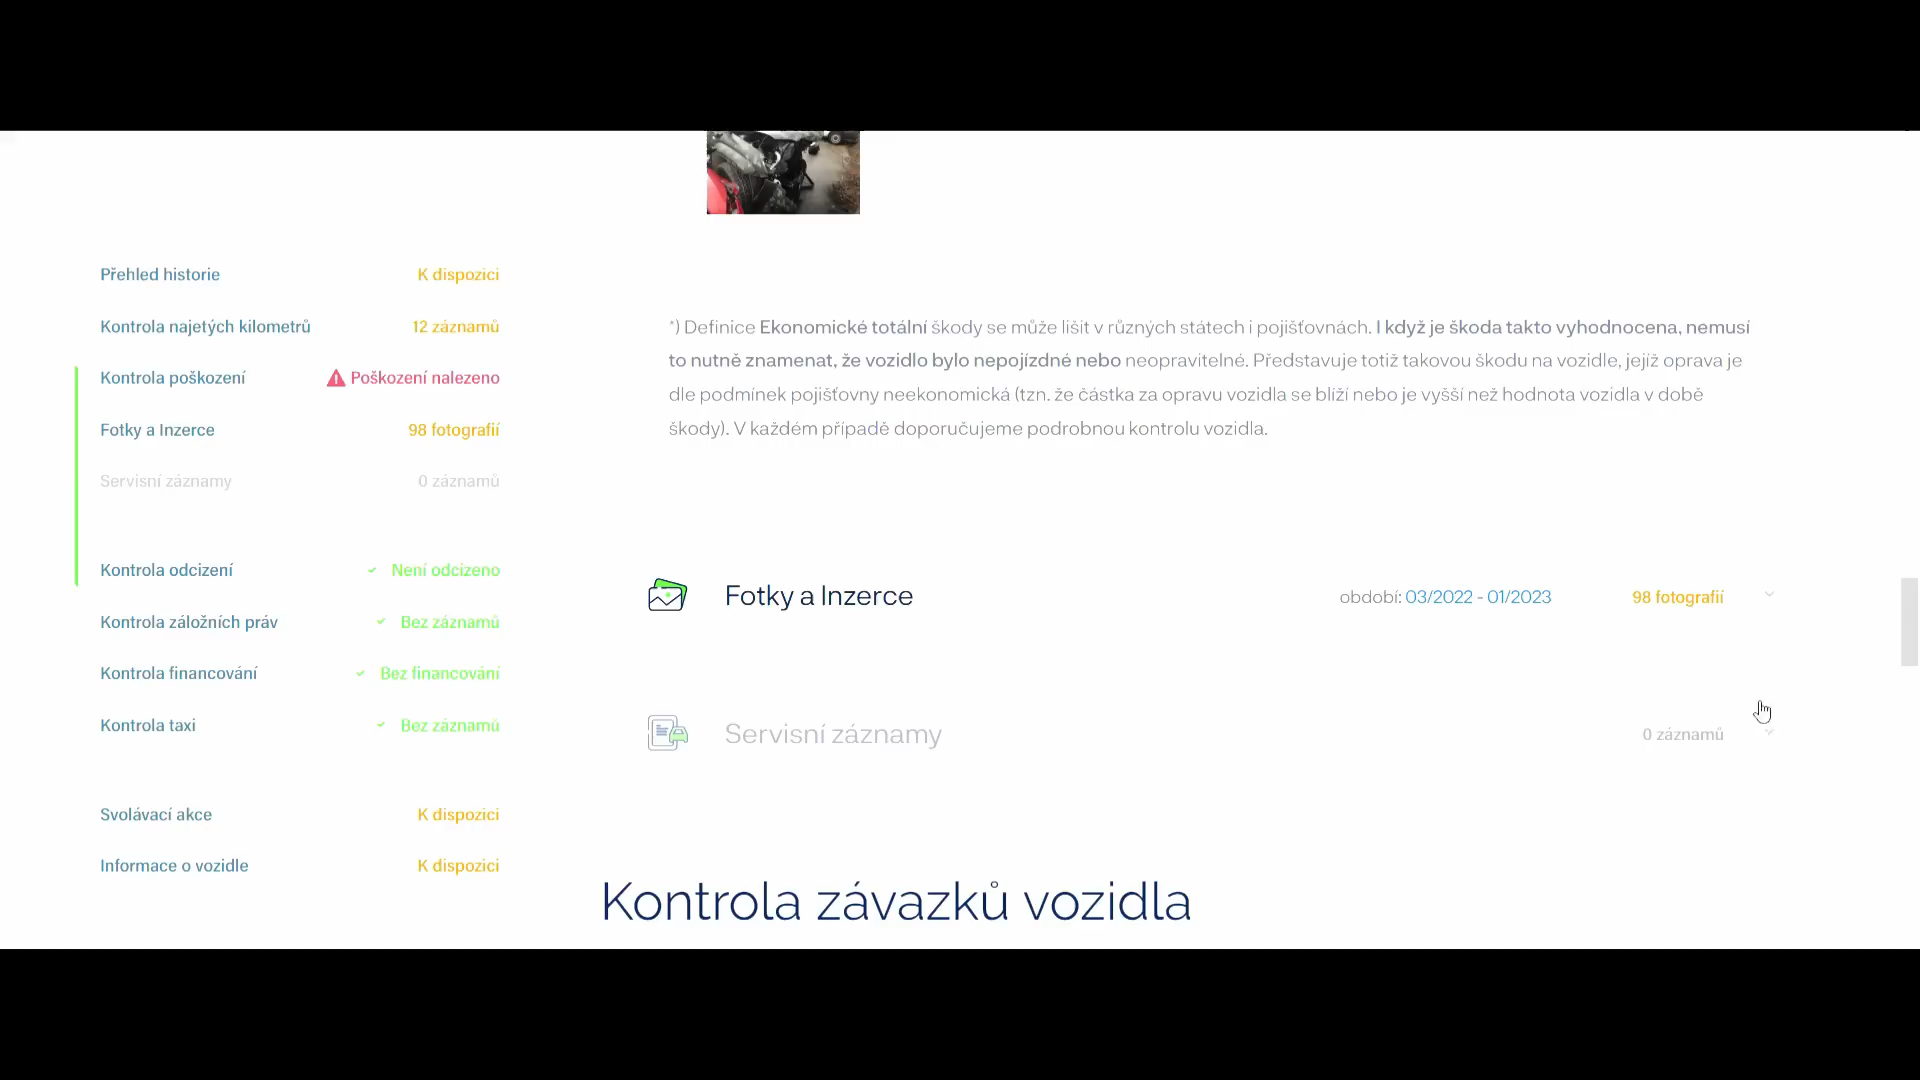 Přehled historie K dispozici
Kontrola najetých kilometrů 12 záznamů
Kontrola poškození Poškození nalezeno
Fotky a Inzerce 98 fotografií
Servisní záznamy 0 záznamů
Kontrola odcizení Není odcizeno
Kontrola záložních práv Bez záznamů
Kontrola financování Bez financování
Kontrola taxi Bez záznamů
Svolávací akce K dispozici
Informace o vozidle K dispozici
*) Definice Ekonomické totální škody se může lišit v různých státech i pojišťovnách. I když je škoda takto vyhodnocena, nemusí
to nutně znamenat, že vozidlo bylo nepojízdné nebo neopravitelné. Představuje totiž takovou škodu na vozidle, jejíž oprava je
dle podmínek pojišťovny neekonomická (tzn. že částka za opravu vozidla se blíží nebo je vyšší než hodnota vozidla v době
škody). V každém případě doporučujeme podrobnou kontrolu vozidla.
Fotky a Inzerce období: 03/2022 - 01/2023 98 fotografií
Servisní záznamy 0 záznamů
Kontrola závazků vozidla